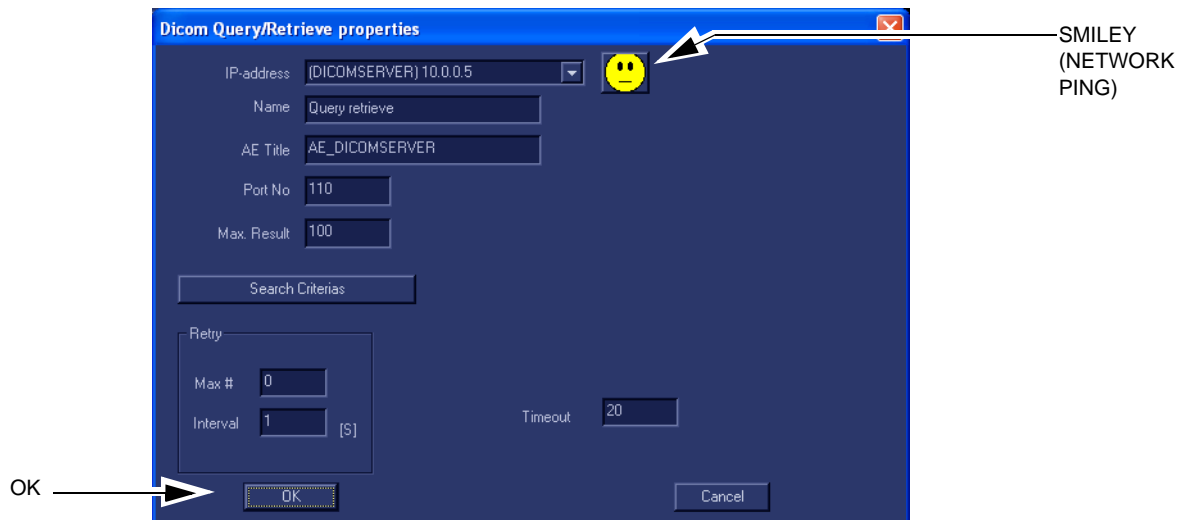 Dicom Query/Retrieve properties
SMILEY
(NETWORK
PING)
IP-address (DICOMSERVER) 10.0.0.5
Name Query retrieve
AE Title AE_DICOMSERVER
Port No 110
Max. Result 100
Search Criterias
Retry
Max # 0
Interval 1 [S]
Timeout 20
OK
OK Cancel